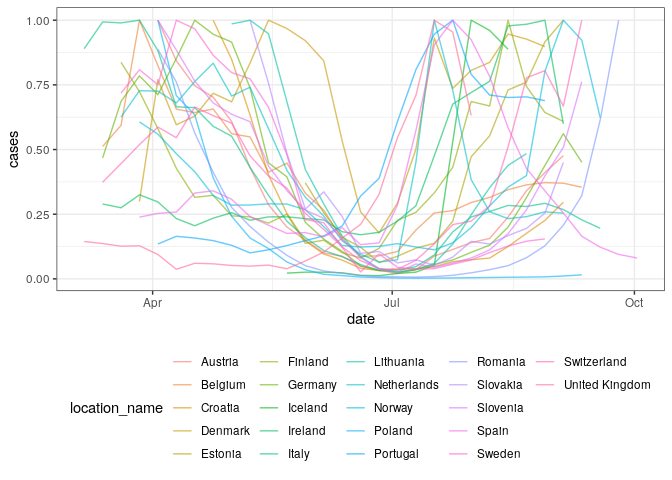 1.00
0.75
0.50
0.25
0.00
cases
Apr Jul Oct
date
location_name
Austria Finland Lithuania Romania Switzerland
Belgium Germany Netherlands Slovakia United Kingdom
Croatia Iceland Norway Slovenia
Denmark Ireland Poland Spain
Estonia Italy Portugal Sweden